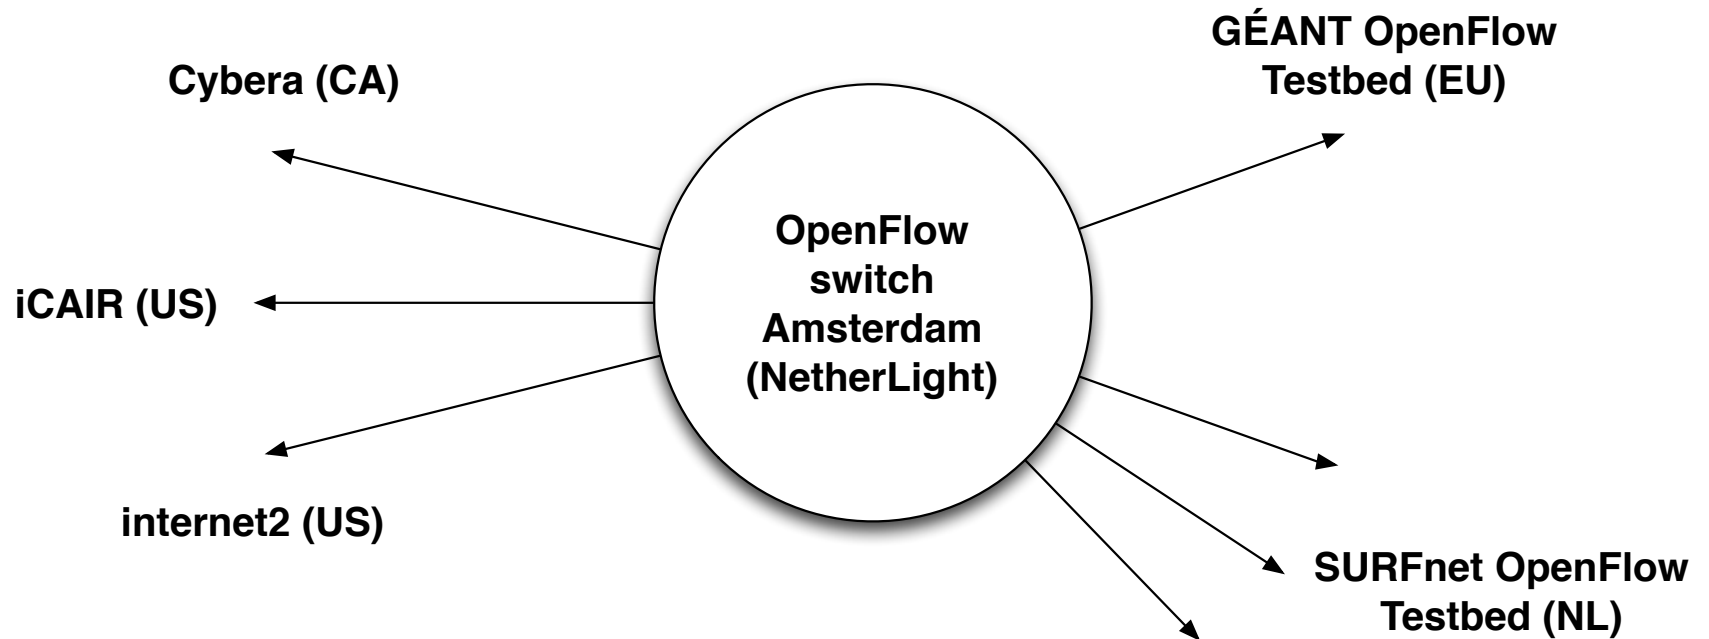 GÉANT OpenFlow
Testbed (EU)
Cybera (CA)
OpenFlow
switch
Amsterdam
(NetherLight)
iCAIR (US)
internet2 (US)
SURFnet OpenFlow
Testbed (NL)